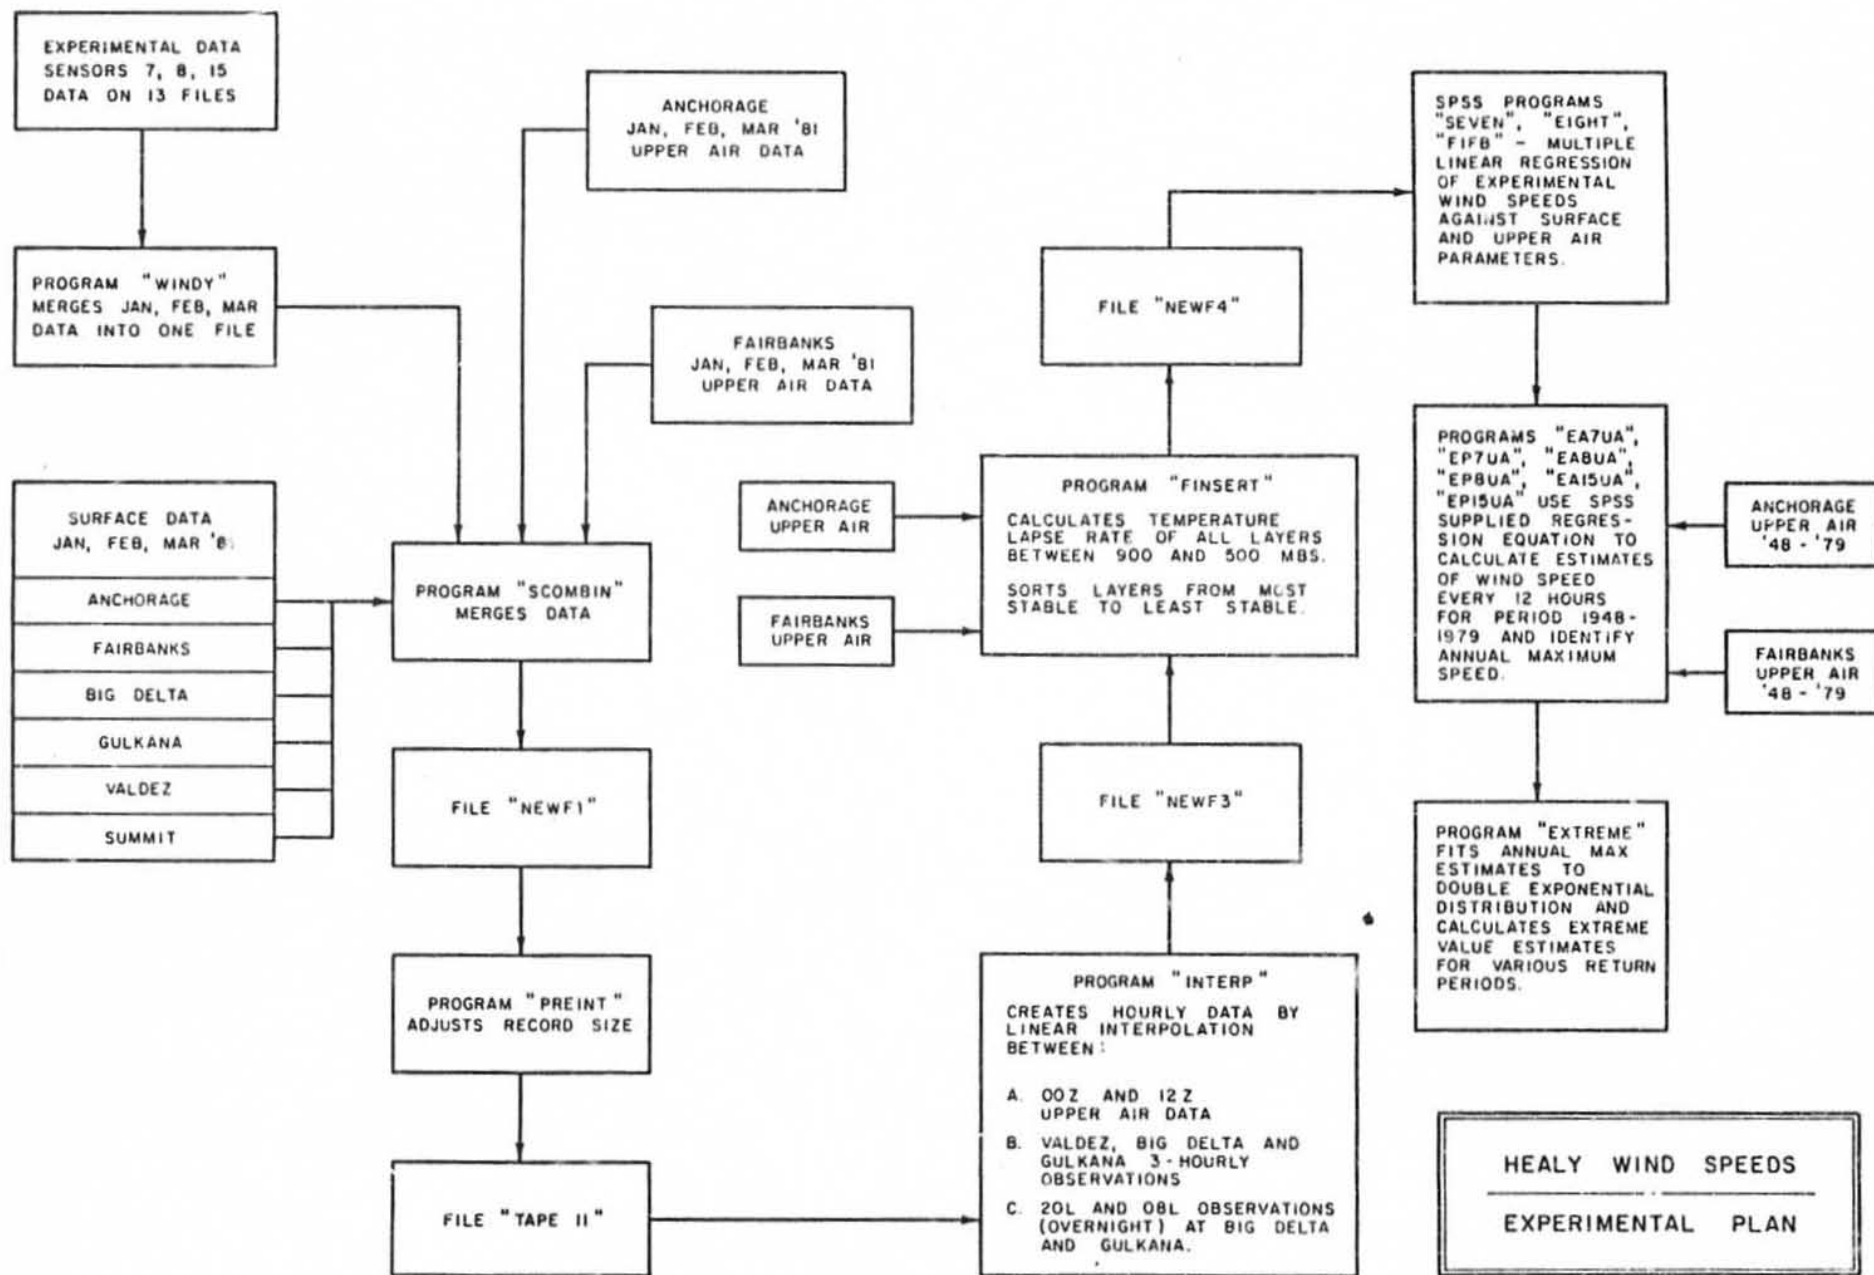 EXPERIMENTAL DATA
SENSORS 7, 8, 15
DATA ON 13 FILES
PROGRAM "WINDY"
MERGES JAN, FEB, MAR
DATA INTO ONE FILE
SURFACE DATA
JAN, FEB, MAR '8
ANCHORAGE
FAIRBANKS
BIG DELTA
GULKANA
VALDEZ
SUMMIT
ANCHORAGE
JAN, FEB, MAR '81
UPPER AIR DATA
FAIRBANKS
JAN, FEB, MAR '81
UPPER AIR DATA
PROGRAM "SCOMBIN"
MERGES DATA
FILE "NEWF1"
PROGRAM "PREINT"
ADJUSTS RECORD SIZE
FILE "TAPE 11"
PROGRAM "INTERP"
CREATES HOURLY DATA BY
LINEAR INTERPOLATION
BETWEEN:
A. 00Z AND 12Z
UPPER AIR DATA
B. VALDEZ, BIG DELTA AND
GULKANA 3-HOURLY
OBSERVATIONS
C. 20L AND 08L OBSERVATIONS
(OVERNIGHT) AT BIG DELTA
AND GULKANA.
FILE "NEWF3"
ANCHORAGE
UPPER AIR
FAIRBANKS
UPPER AIR
PROGRAM "FINSERT"
CALCULATES TEMPERATURE
LAPSE RATE OF ALL LAYERS
BETWEEN 900 AND 500 MBS.
SORTS LAYERS FROM MOST
STABLE TO LEAST STABLE.
FILE "NEWF4"
SPSS PROGRAMS
"SEVEN", "EIGHT",
"FIFB" - MULTIPLE
LINEAR REGRESSION
OF EXPERIMENTAL
WIND SPEEDS
AGAINST SURFACE
AND UPPER AIR
PARAMETERS.
PROGRAMS "EA7UA",
"EP7UA", "EA8UA",
"EP8UA", "EA15UA",
"EP15UA" USE SPSS
SUPPLIED REGRES-
SION EQUATION TO
CALCULATE ESTIMATES
OF WIND SPEED
EVERY 12 HOURS
FOR PERIOD 1948-
1979 AND IDENTIFY
ANNUAL MAXIMUM
SPEED.
ANCHORAGE
UPPER AIR
'48 - '79
FAIRBANKS
UPPER AIR
'48 - '79
PROGRAM "EXTREME"
FITS ANNUAL MAX
ESTIMATES TO
DOUBLE EXPONENTIAL
DISTRIBUTION AND
CALCULATES EXTREME
VALUE ESTIMATES
FOR VARIOUS RETURN
PERIODS.
HEALY WIND SPEEDS
EXPERIMENTAL PLAN